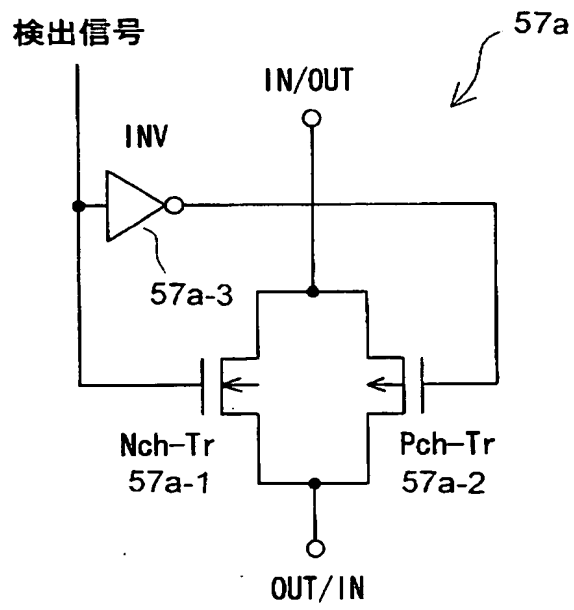 検出信号
57a
IN/OUT
INV
57a-3
Nch-Tr
57a-1
Pch-Tr
57a-2
OUT/IN